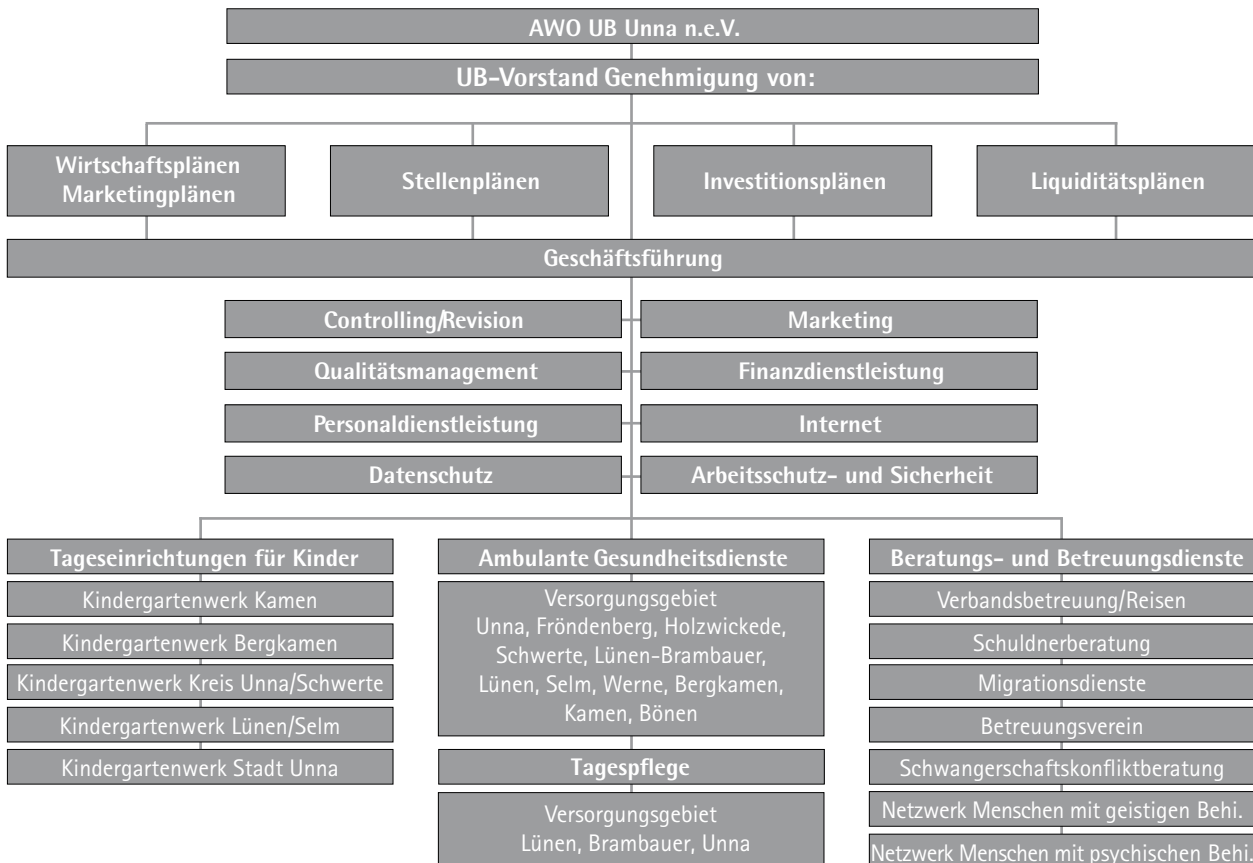 AWO UB Unna n.e.V.
UB-Vorstand Genehmigung von:
Wirtschaftsplänen
Marketingplänen
Stellenplänen
Investitionsplänen
Liquiditätsplänen
Geschäftsführung
Controlling/Revision
Marketing
Qualitätsmanagement
Finanzdienstleistung
Personaldienstleistung
Internet
Datenschutz
Arbeitsschutz- und Sicherheit
Tageseinrichtungen für Kinder
Kindergartenwerk Kamen
Kindergartenwerk Bergkamen
Kindergartenwerk Kreis Unna/Schwerte
Kindergartenwerk Lünen/Selm
Kindergartenwerk Stadt Unna
Ambulante Gesundheitsdienste
Versorgungsgebiet
Unna, Fröndenberg, Holzwickede,
Schwerte, Lünen-Brambauer,
Lünen, Selm, Werne, Bergkamen,
Kamen, Bönen
Tagespflege
Versorgungsgebiet
Lünen, Brambauer, Unna
Beratungs- und Betreuungsdienste
Verbandsbetreuung/Reisen
Schuldnerberatung
Migrationsdienste
Betreuungsverein
Schwangerschaftskonfliktberatung
Netzwerk Menschen mit geistigen Behi.
Netzwerk Menschen mit psychischen Behi.